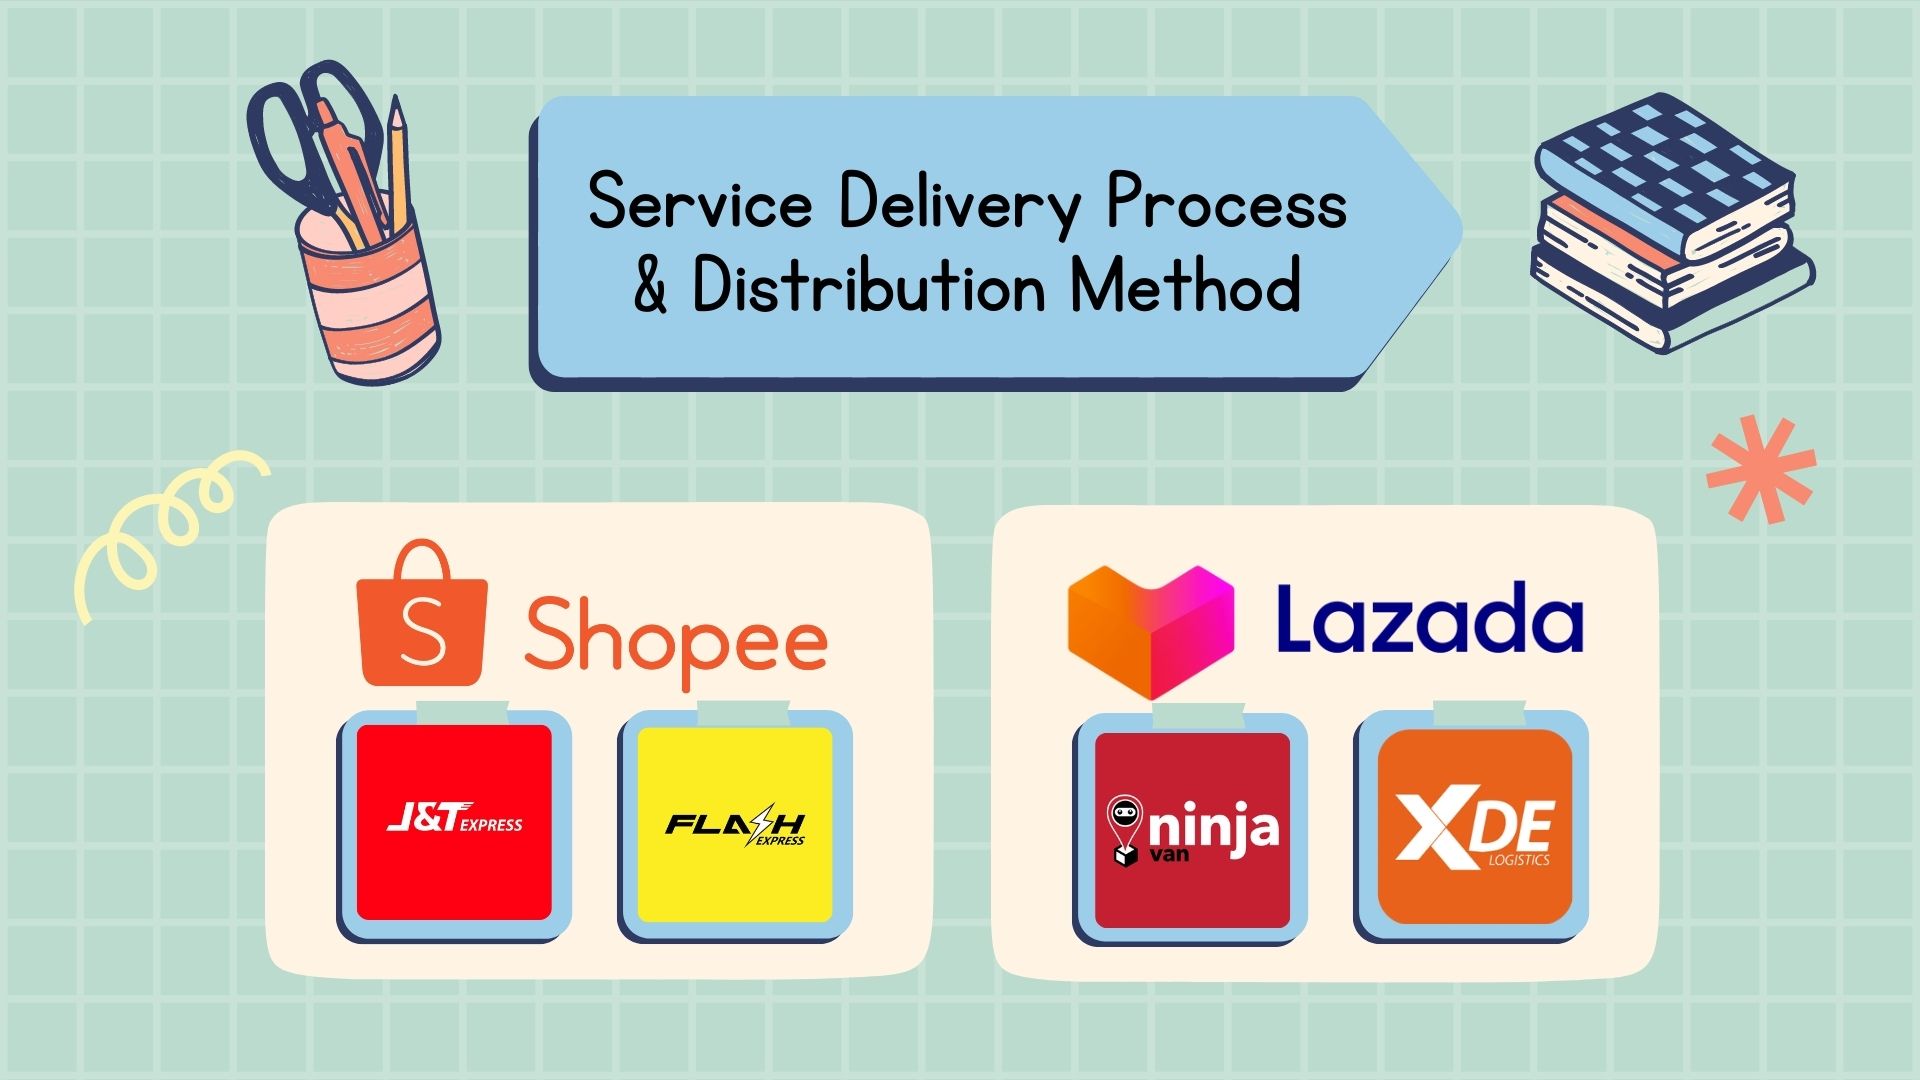 Service Delivery Process
& Distribution Method
S
Shopee
Lazada
J&T EXPRESS
FLASH
EXPRESS
ninja
van
XDE
LOGISTICS